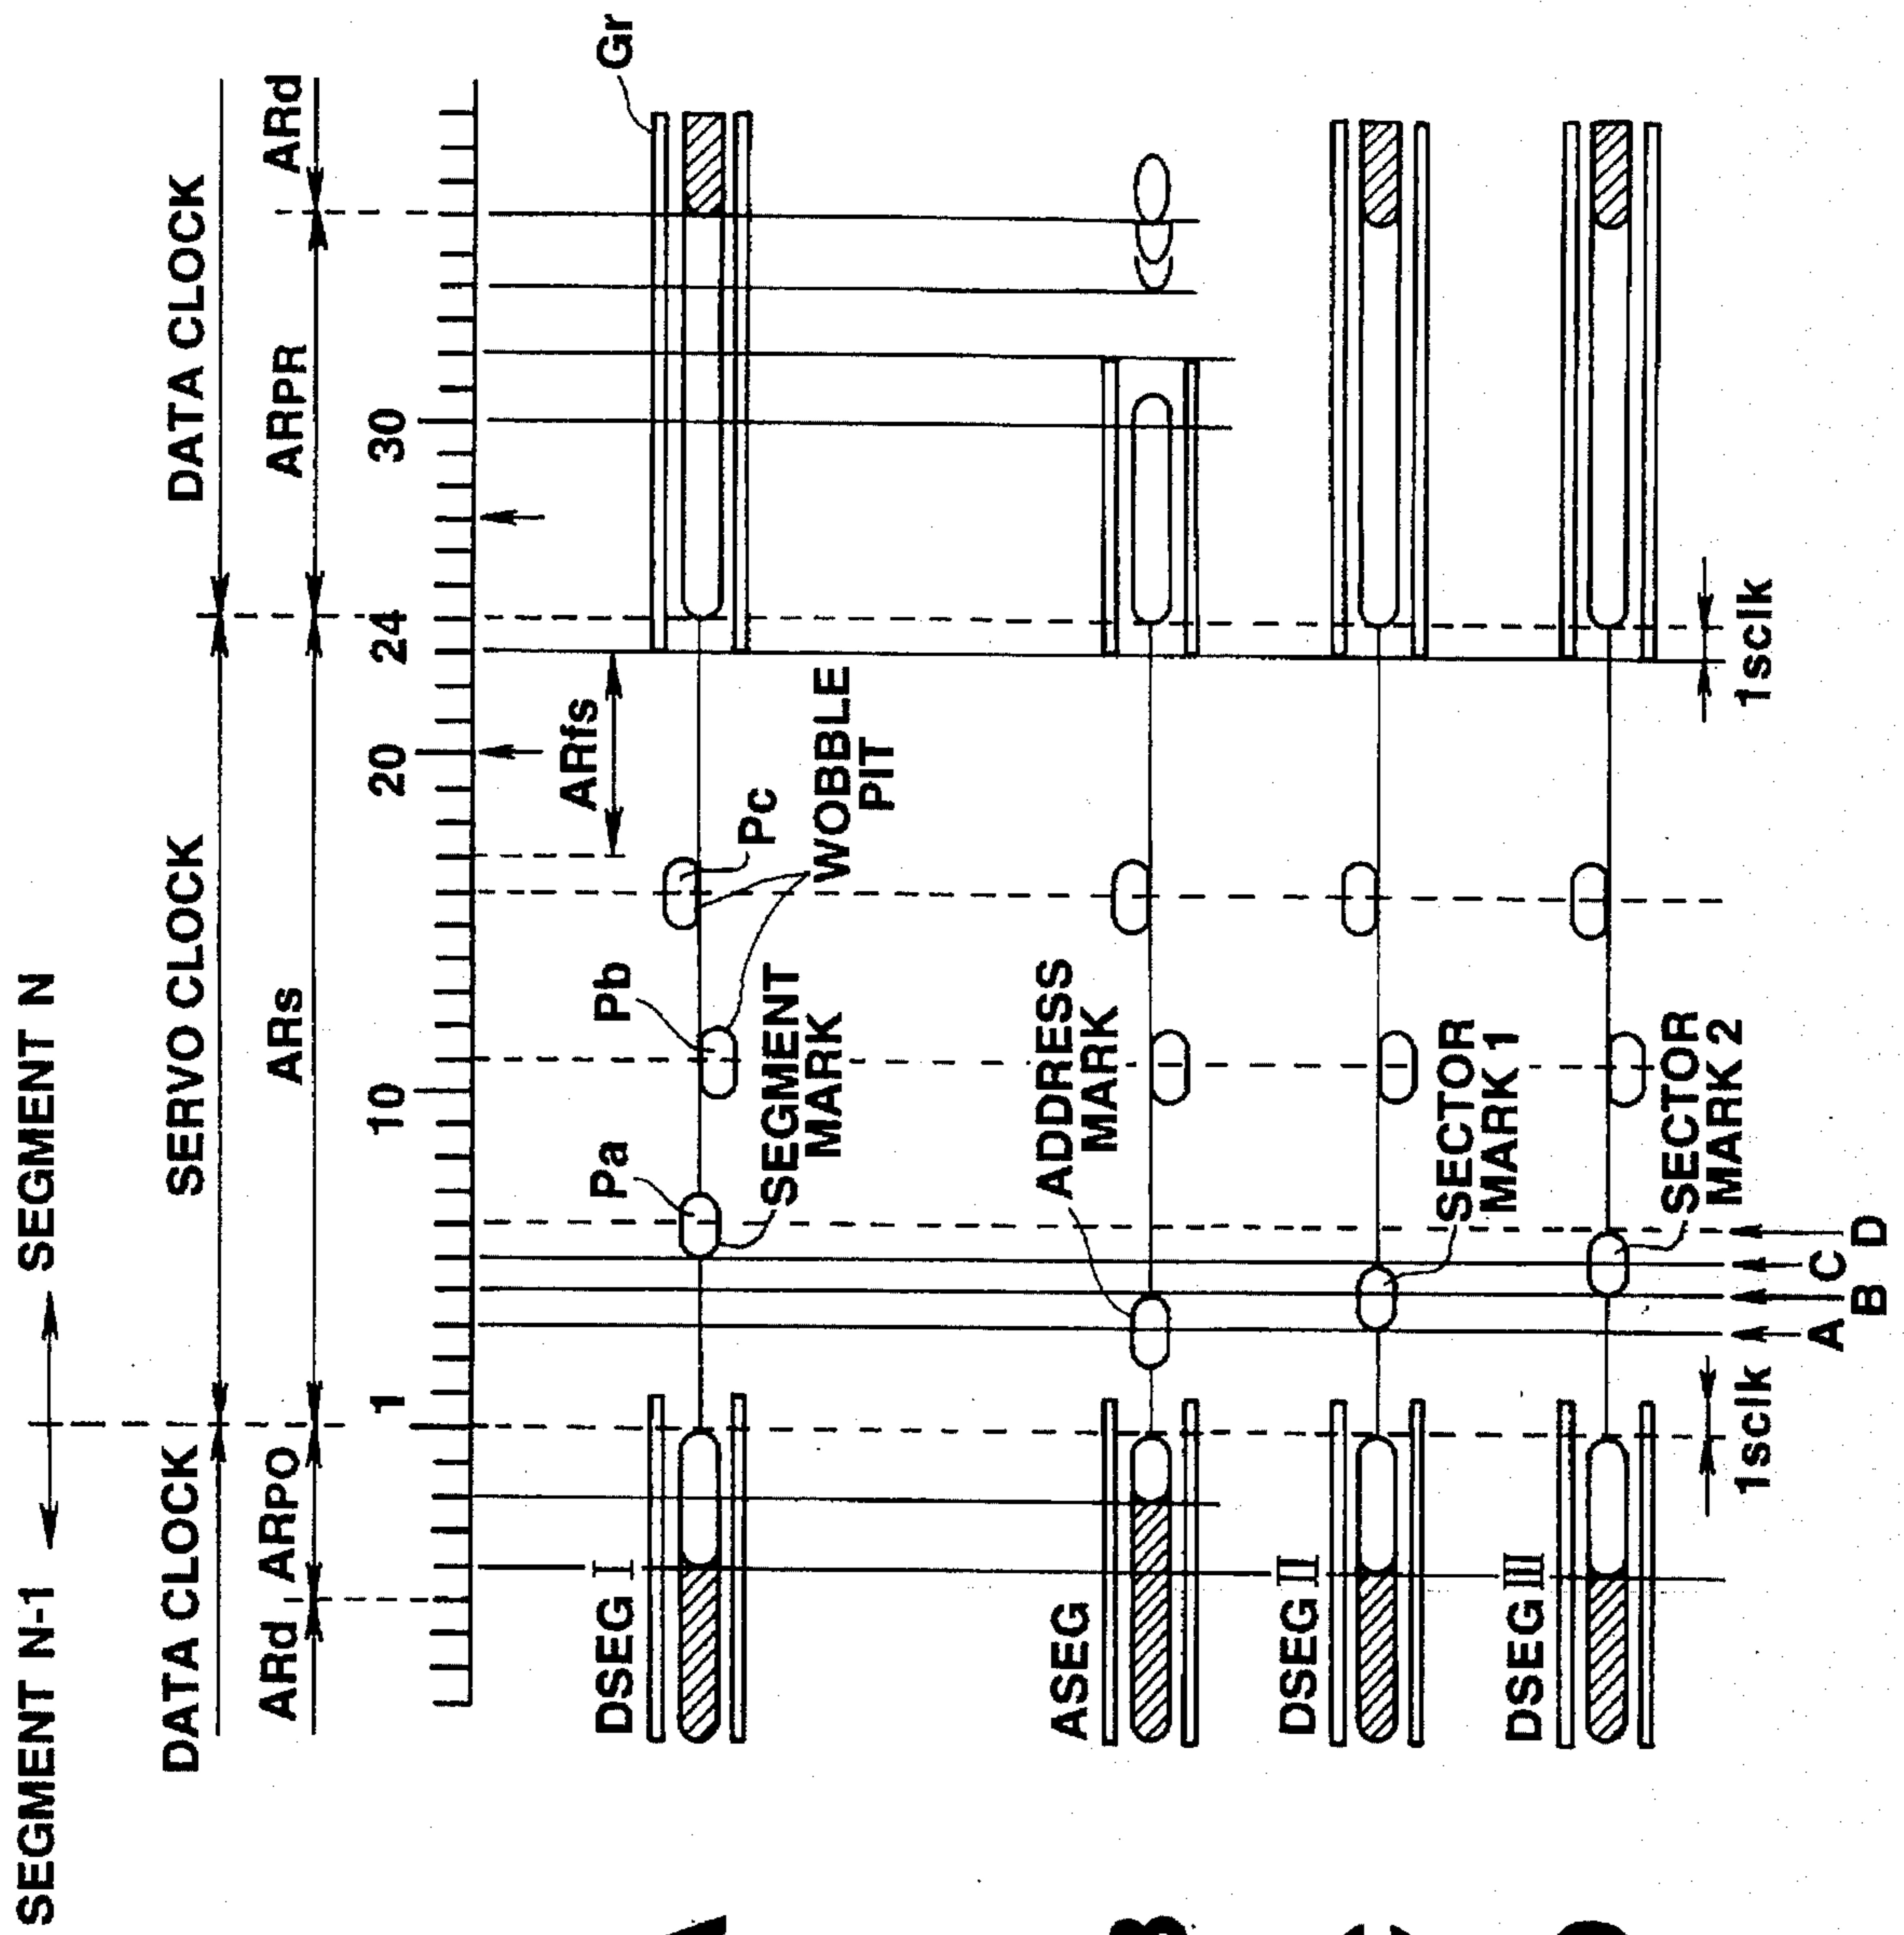 SEGMENT N-1
SEGMENT N
DATA CLOCK
SERVO CLOCK
DATA CLOCK
ARd
ARPO
ARs
ARPR
ARd
1
10
20
24
30
ARfs
Gr
DSEG I
Pa
Pb
Pc
SEGMENT
MARK
WOBBLE
PIT
ASEG
ADDRESS
MARK
DSEG II
SECTOR
MARK 1
DSEG III
SECTOR
MARK 2
1sclk
1sclk
A
B
C
D